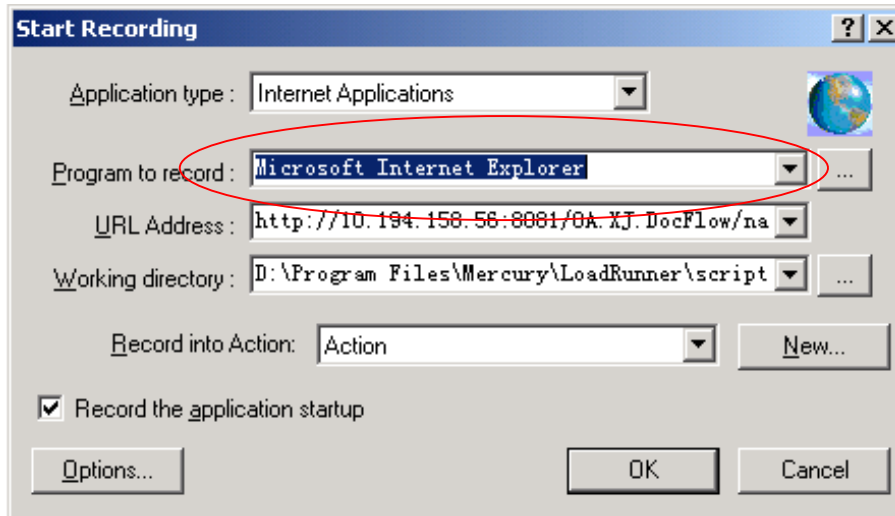 Start Recording
Application type : Internet Applications
Program to record : Microsoft Internet Explorer ...
URL Address : http://10.194.158.56:8081/OA.XJ.DocFlow/na
Working directory : D:\Program Files\Mercury\LoadRunner\script ...
Record into Action: Action New...
Record the application startup
Options... OK Cancel